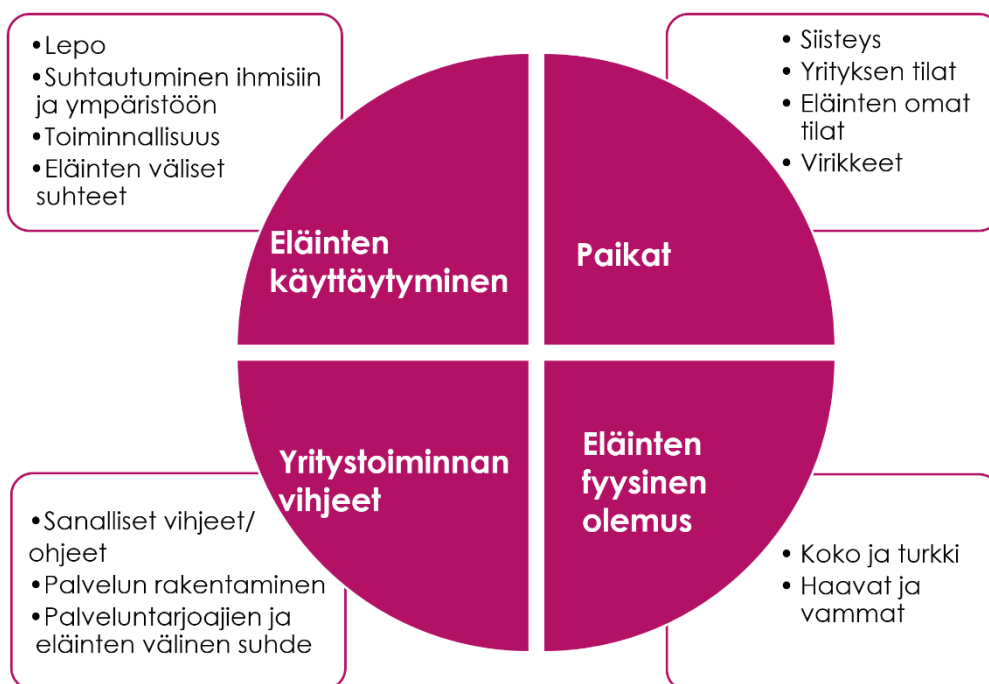 •Lepo
•Suhtautuminen ihmisiin
ja ympäristöön
•Toiminnallisuus
•Eläinten väliset
suhteet
• Siisteys
• Yrityksen tilat
• Eläinten omat
tilat
• Virikkeet
Eläinten
käyttäytyminen
Paikat
Yritystoiminnan
vihjeet
Eläinten
fyysinen
olemus
•Sanalliset vihjeet/
ohjeet
•Palvelun rakentaminen
•Palveluntarjoajien ja
eläinten välinen suhde
• Koko ja turkki
• Haavat ja
vammat